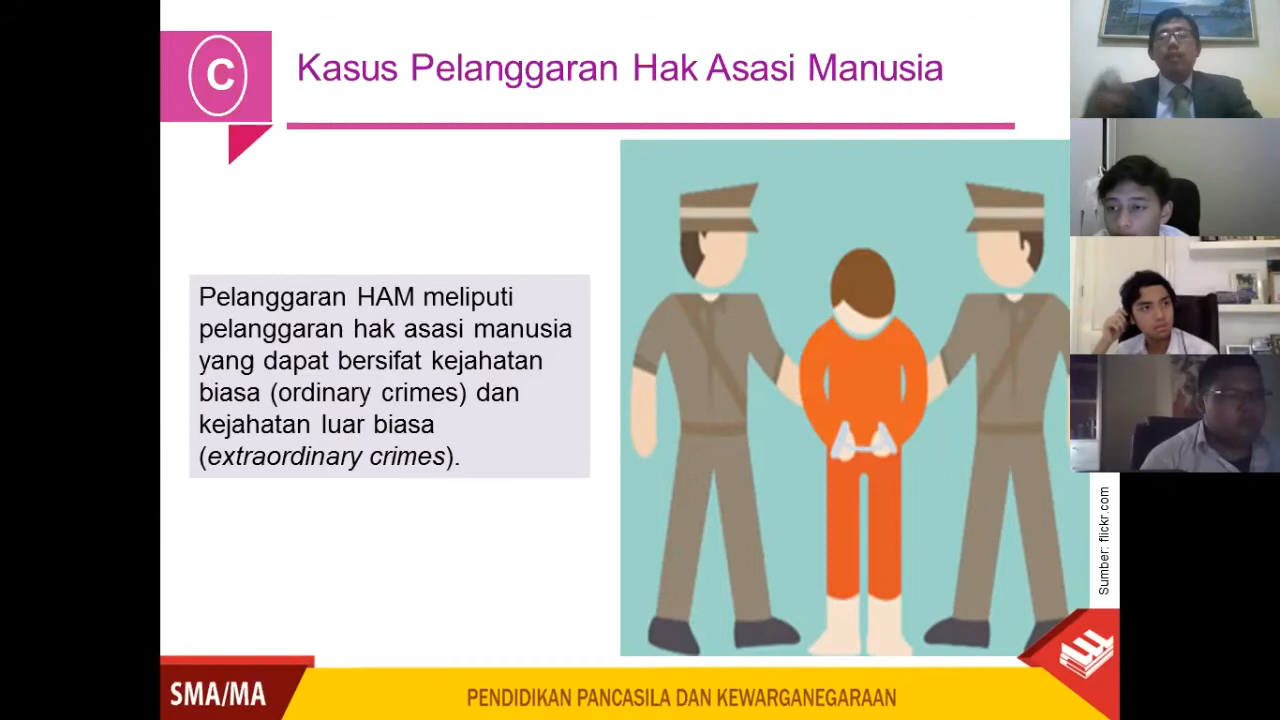 C
Kasus Pelanggaran Hak Asasi Manusia
Pelanggaran HAM meliputi
pelanggaran hak asasi manusia
yang dapat bersifat kejahatan
biasa (ordinary crimes) dan
kejahatan luar biasa
(extraordinary crimes).
Sumber: flickr.com
SMA/MA
PENDIDIKAN PANCASILA DAN KEWARGANEGARAAN